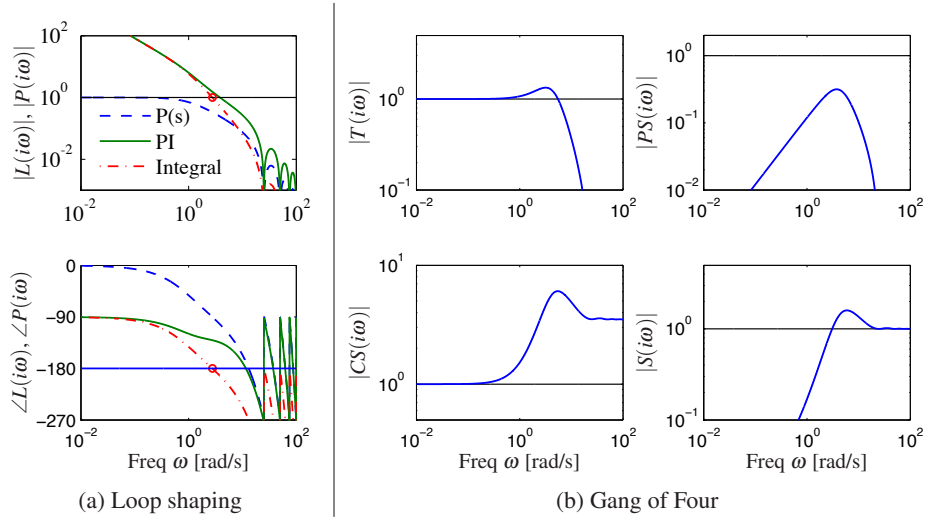 |L(iω)|, |P(iω)|
10^2
10^0
10^-2
P(s)
PI
Integral
10^-2
10^0
10^2
∠L(iω), ∠P(iω)
0
−90
−180
−270
10^-2
10^0
10^2
Freq ω [rad/s]
(a) Loop shaping
|T(iω)|
10^0
10^-1
10^-2
10^0
10^2
|PS(iω)|
10^0
10^-1
10^-2
10^-2
10^0
10^2
|CS(iω)|
10^1
10^0
10^-2
10^0
10^2
Freq ω [rad/s]
|S(iω)|
10^0
10^-1
10^-2
10^0
10^2
Freq ω [rad/s]
(b) Gang of Four